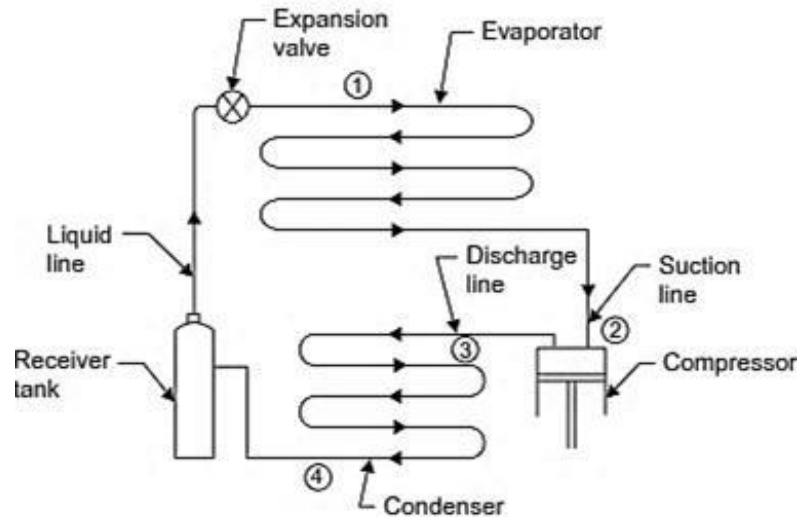 Expansion
valve
①
Evaporator
Liquid
line
Discharge
line
Suction
line
②
③
Receiver
tank
Compressor
④
Condenser